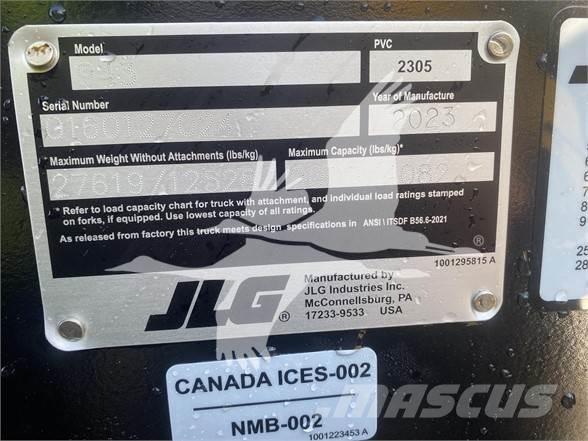 Model
PVC
2305
Serial Number
Year of Manufacture
2023
Maximum Weight Without Attachments (lbs/kg)
Maximum Capacity (lbs/kg)*
27619/
* Refer to load capacity chart for truck with attachment, and individual load ratings stamped
on forks, if equipped. Use lowest capacity of all ratings.
As released from factory this truck meets design specifications in ANSI \ ITSDF B56.6-2021
®
1001295815 A
JLG®
Manufactured by
JLG Industries Inc.
McConnellsburg, PA
17233-9533 USA
CANADA ICES-002
NMB-002
1001223453 A
MASCUS